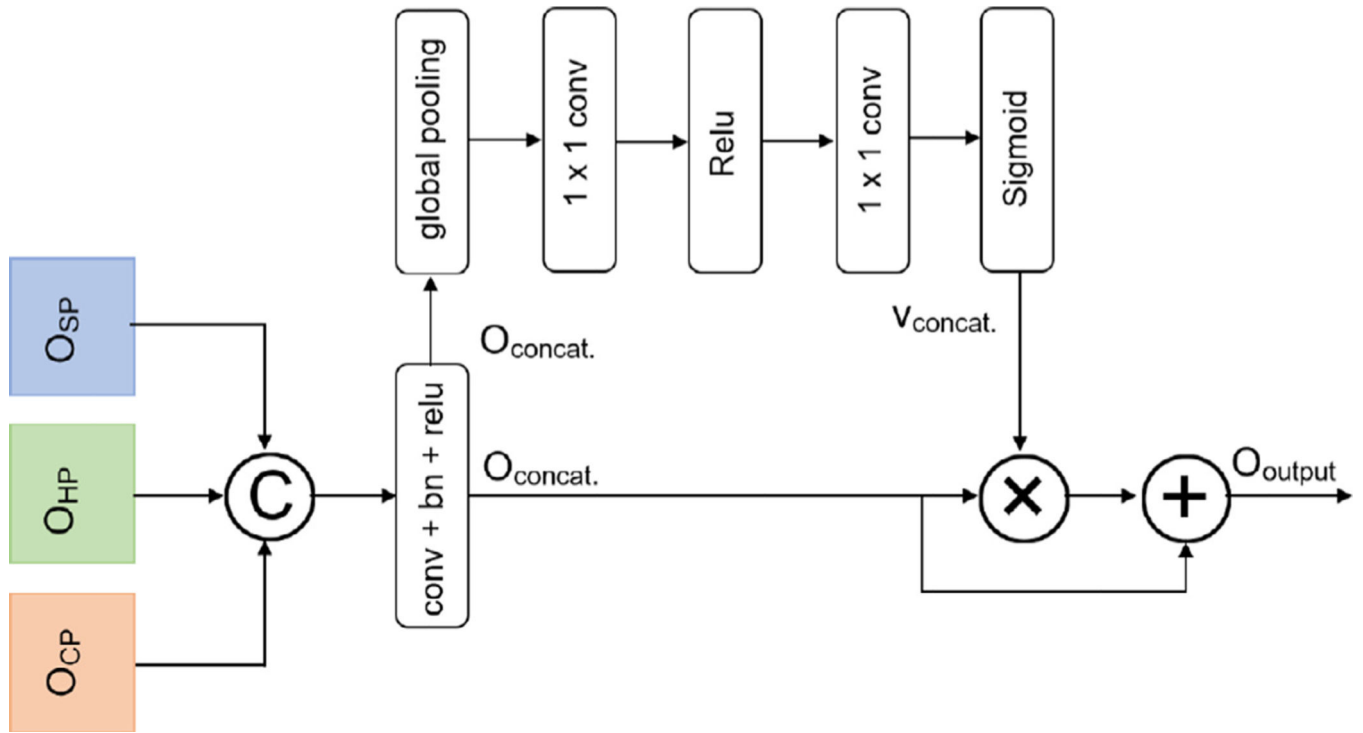 global pooling
1 x 1 conv
Relu
1 x 1 conv
Sigmoid
OSP
OHP
OCP
C
conv + bn + relu
Oconcat.
Oconcat.
vconcat.
×
+
Ooutput